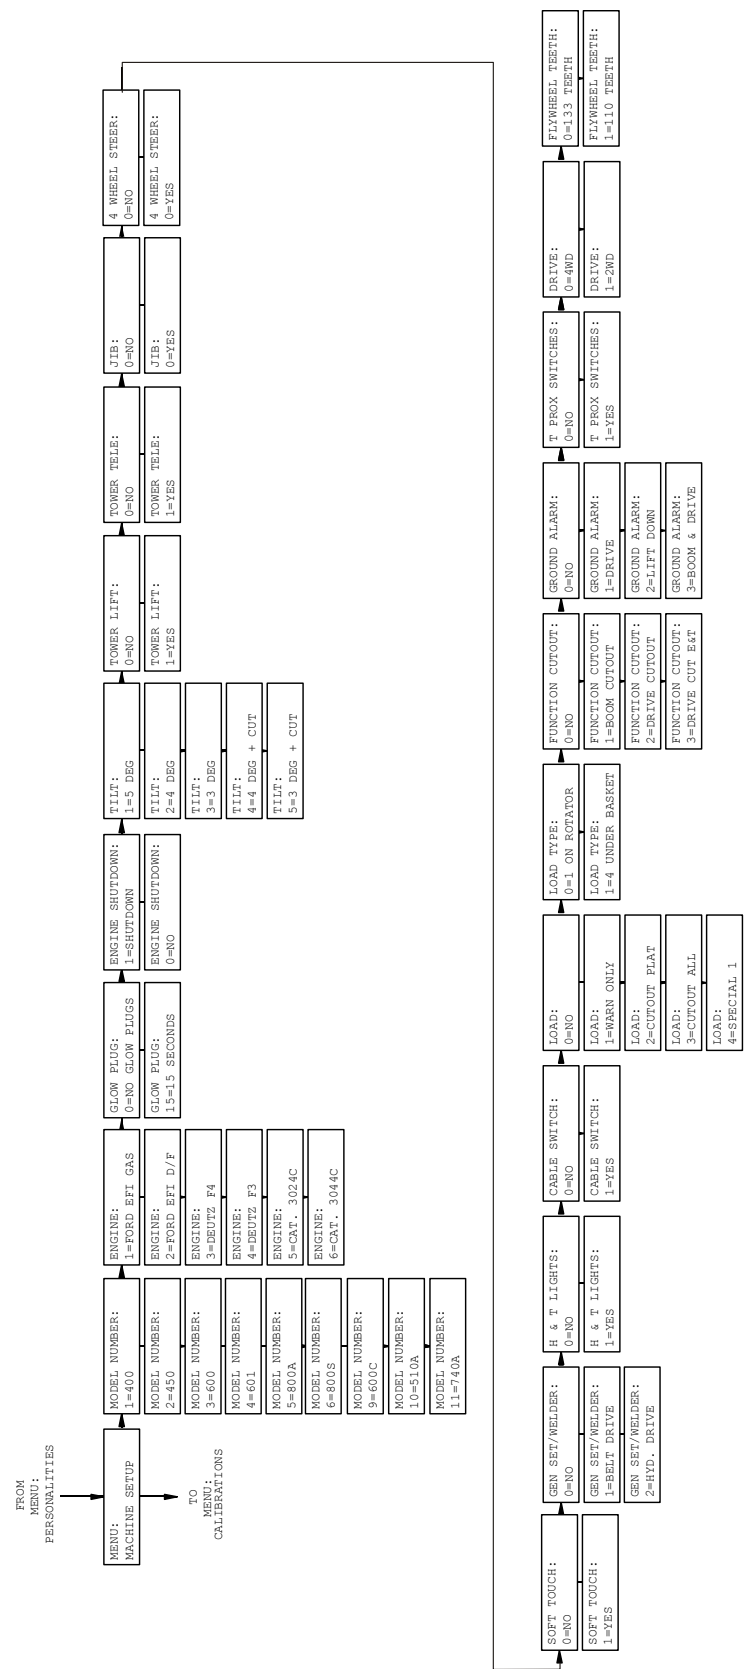 FROM
MENU:
PERSONALITIES
MENU:
MACHINE SETUP
TO
MENU:
CALIBRATIONS
MODEL NUMBER:
1=400
MODEL NUMBER:
2=450
MODEL NUMBER:
3=600
MODEL NUMBER:
4=601
MODEL NUMBER:
5=800A
MODEL NUMBER:
6=800S
MODEL NUMBER:
9=600C
MODEL NUMBER:
10=510A
MODEL NUMBER:
11=740A
ENGINE:
1=FORD EFI GAS
ENGINE:
2=FORD EFI D/F
ENGINE:
3=DEUTZ F4
ENGINE:
4=DEUTZ F3
ENGINE:
5=CAT. 3024C
ENGINE:
6=CAT. 3044C
GLOW PLUG:
0=NO GLOW PLUGS
GLOW PLUG:
15=15 SECONDS
ENGINE SHUTDOWN:
1=SHUTDOWN
ENGINE SHUTDOWN:
0=NO
TILT:
1=5 DEG
TILT:
2=4 DEG
TILT:
3=3 DEG
TILT:
4=4 DEG + CUT
TILT:
5=3 DEG + CUT
TOWER LIFT:
0=NO
TOWER LIFT:
1=YES
TOWER TELE:
0=NO
TOWER TELE:
1=YES
JIB:
0=NO
JIB:
0=YES
4 WHEEL STEER:
0=NO
4 WHEEL STEER:
0=YES
SOFT TOUCH:
0=NO
SOFT TOUCH:
1=YES
GEN SET/WELDER:
0=NO
GEN SET/WELDER:
1=BELT DRIVE
GEN SET/WELDER:
2=HYD. DRIVE
H & T LIGHTS:
0=NO
H & T LIGHTS:
1=YES
CABLE SWITCH:
0=NO
CABLE SWITCH:
1=YES
LOAD:
0=NO
LOAD:
1=WARN ONLY
LOAD:
2=CUTOUT PLAT
LOAD:
3=CUTOUT ALL
LOAD:
4=SPECIAL 1
LOAD TYPE:
0=1 ON ROTATOR
LOAD TYPE:
1=4 UNDER BASKET
FUNCTION CUTOUT:
0=NO
FUNCTION CUTOUT:
1=BOOM CUTOUT
FUNCTION CUTOUT:
2=DRIVE CUTOUT
FUNCTION CUTOUT:
3=DRIVE CUT E&T
GROUND ALARM:
0=NO
GROUND ALARM:
1=DRIVE
GROUND ALARM:
2=LIFT DOWN
GROUND ALARM:
3=BOOM & DRIVE
T PROX SWITCHES:
0=NO
T PROX SWITCHES:
1=YES
DRIVE:
0=4WD
DRIVE:
1=2WD
FLYWHEEL TEETH:
0=133 TEETH
FLYWHEEL TEETH:
1=110 TEETH